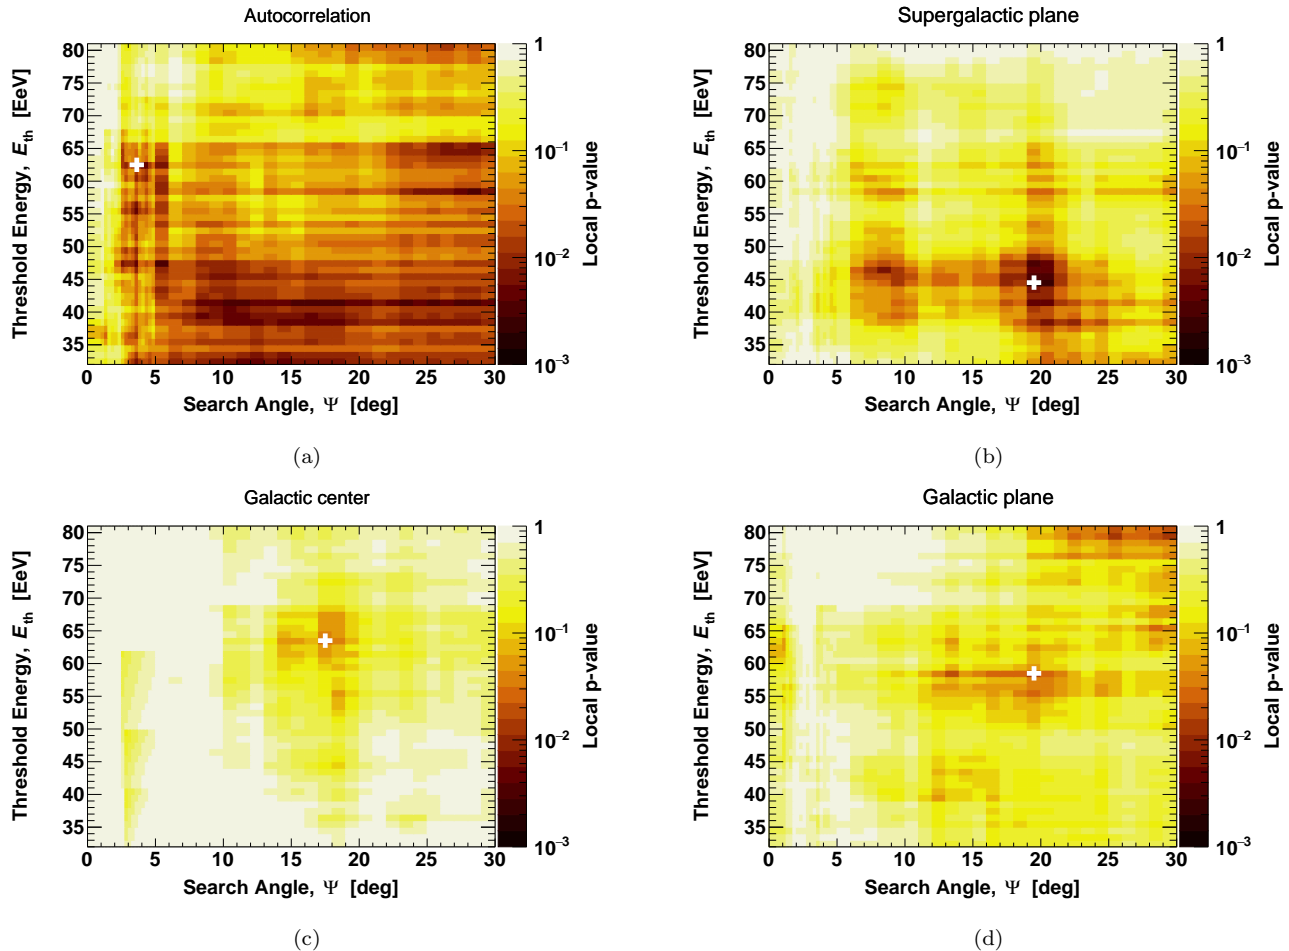 Autocorrelation
Threshold Energy, E_th [EeV]
80
75
70
65
60
55
50
45
40
35
0 5 10 15 20 25 30
Search Angle, Ψ [deg]
1
10⁻¹
10⁻²
10⁻³
Local p-value
(a)
Supergalactic plane
Threshold Energy, E_th [EeV]
80
75
70
65
60
55
50
45
40
35
0 5 10 15 20 25 30
Search Angle, Ψ [deg]
1
10⁻¹
10⁻²
10⁻³
Local p-value
(b)
Galactic center
Threshold Energy, E_th [EeV]
80
75
70
65
60
55
50
45
40
35
0 5 10 15 20 25 30
Search Angle, Ψ [deg]
1
10⁻¹
10⁻²
10⁻³
Local p-value
(c)
Galactic plane
Threshold Energy, E_th [EeV]
80
75
70
65
60
55
50
45
40
35
0 5 10 15 20 25 30
Search Angle, Ψ [deg]
1
10⁻¹
10⁻²
10⁻³
Local p-value
(d)